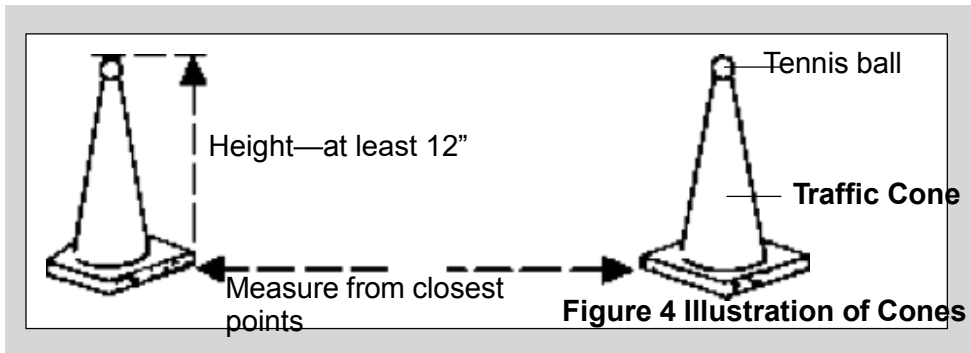 Tennis ball
Height—at least 12”
Traffic Cone
Measure from closest
points
Figure 4 Illustration of Cones